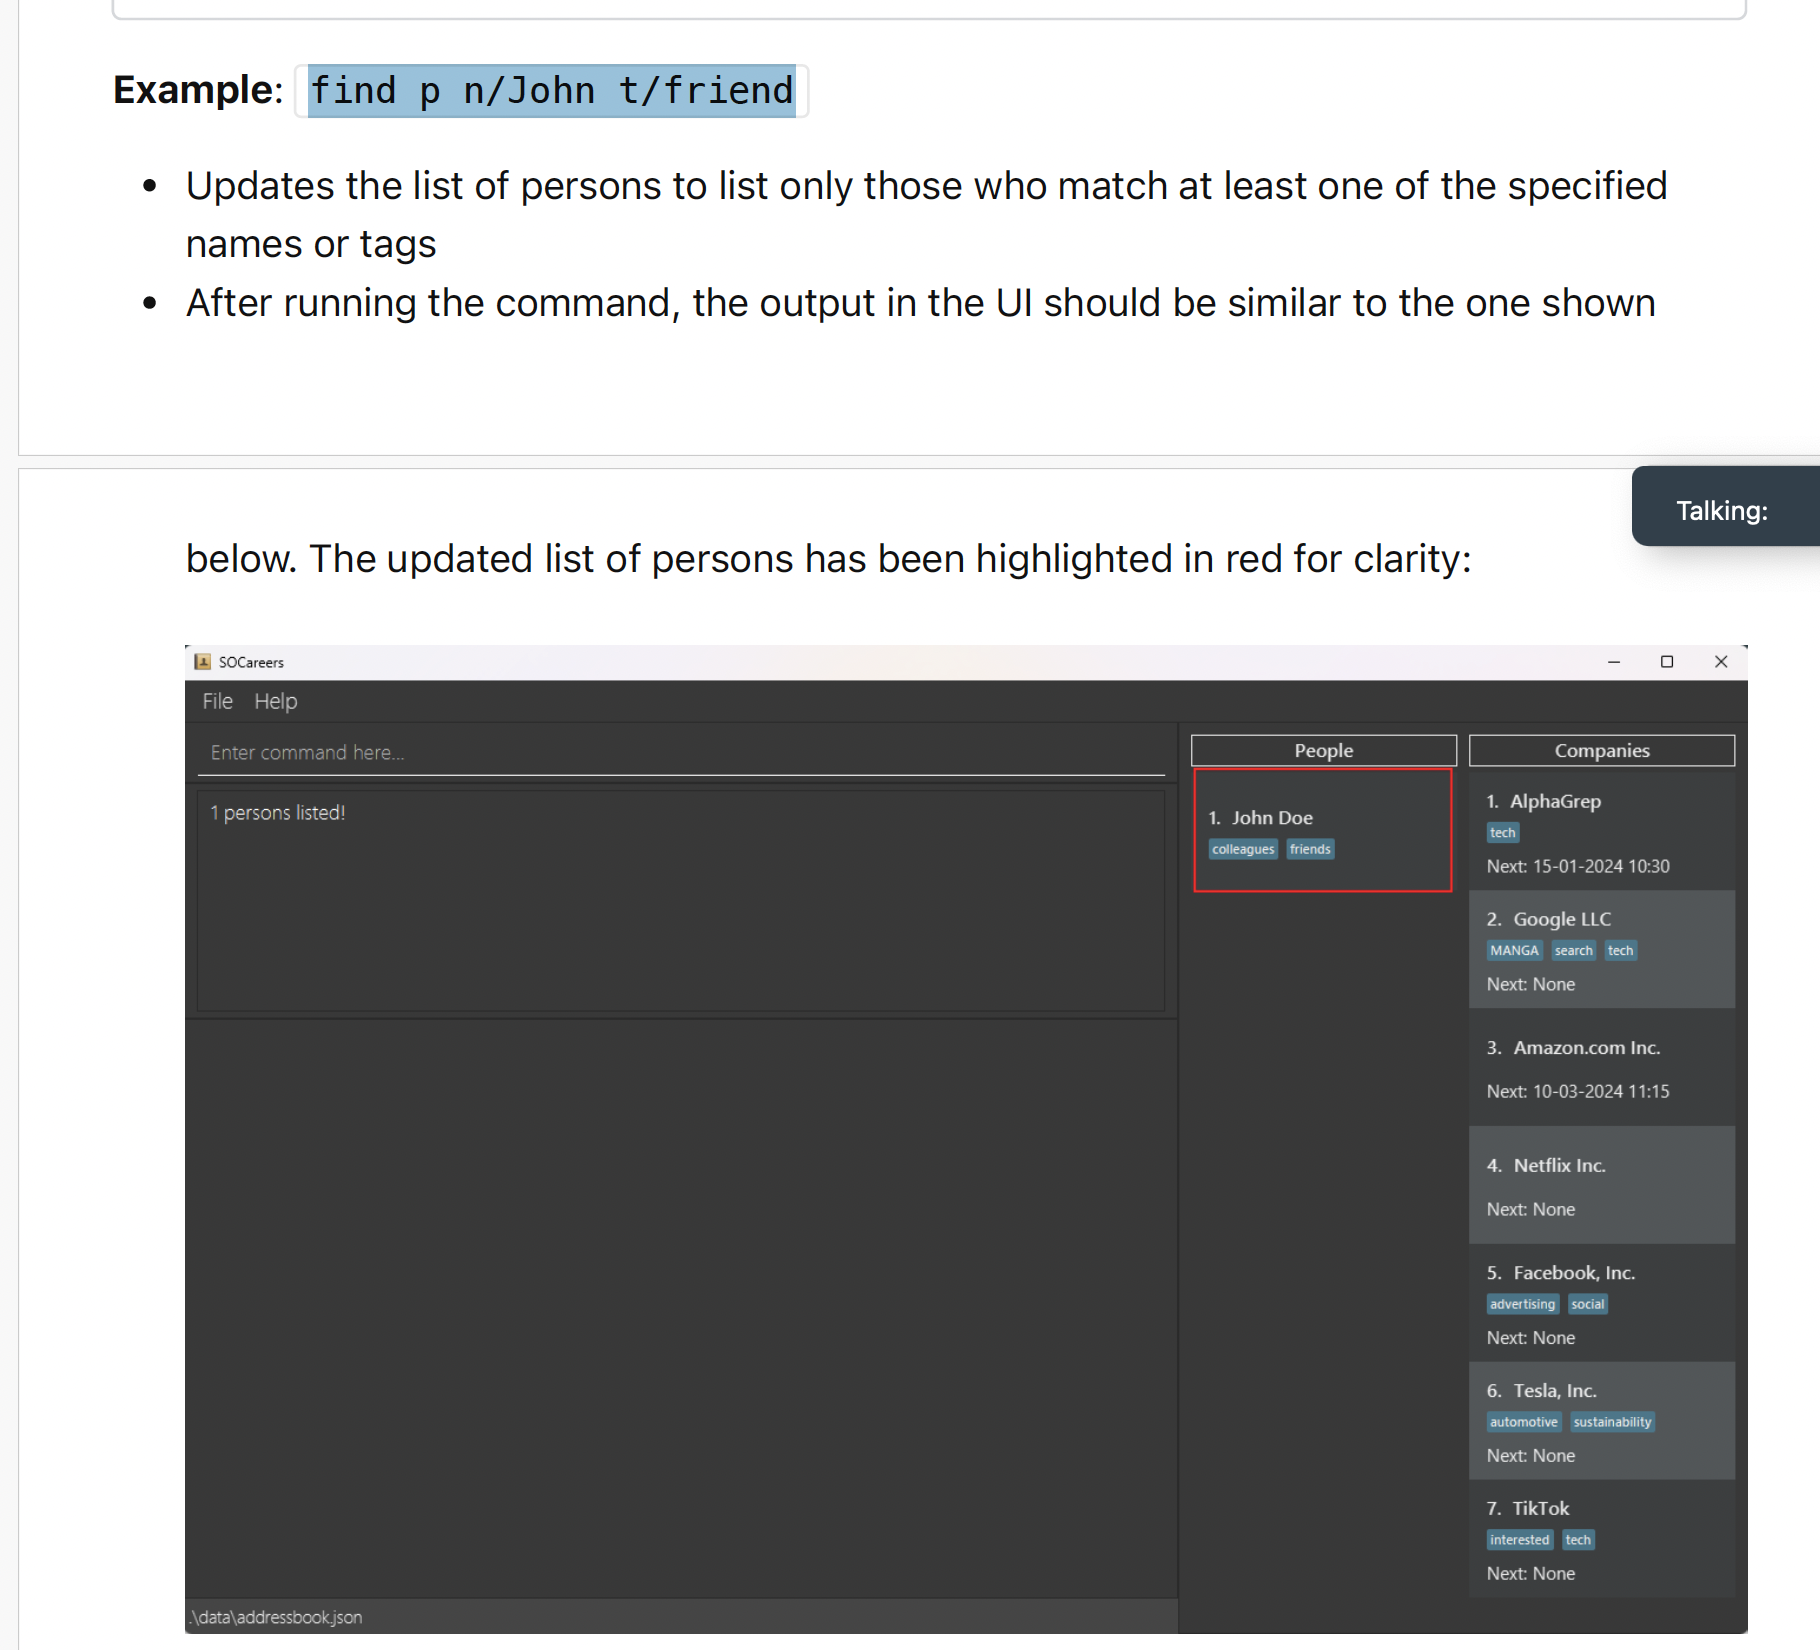 Example: find p n/John t/friend
• Updates the list of persons to list only those who match at least one of the specified
names or tags
• After running the command, the output in the UI should be similar to the one shown
Talking:
below. The updated list of persons has been highlighted in red for clarity:
SOCareers
File Help
Enter command here...
1 persons listed!
People
1. John Doe
colleagues friends
Companies
1. AlphaGrep
tech
Next: 15-01-2024 10:30
2. Google LLC
MANGA search tech
Next: None
3. Amazon.com Inc.
Next: 10-03-2024 11:15
4. Netflix Inc.
Next: None
5. Facebook, Inc.
advertising social
Next: None
6. Tesla, Inc.
automotive sustainability
Next: None
7. TikTok
interested tech
Next: None
.\data\addressbook.json